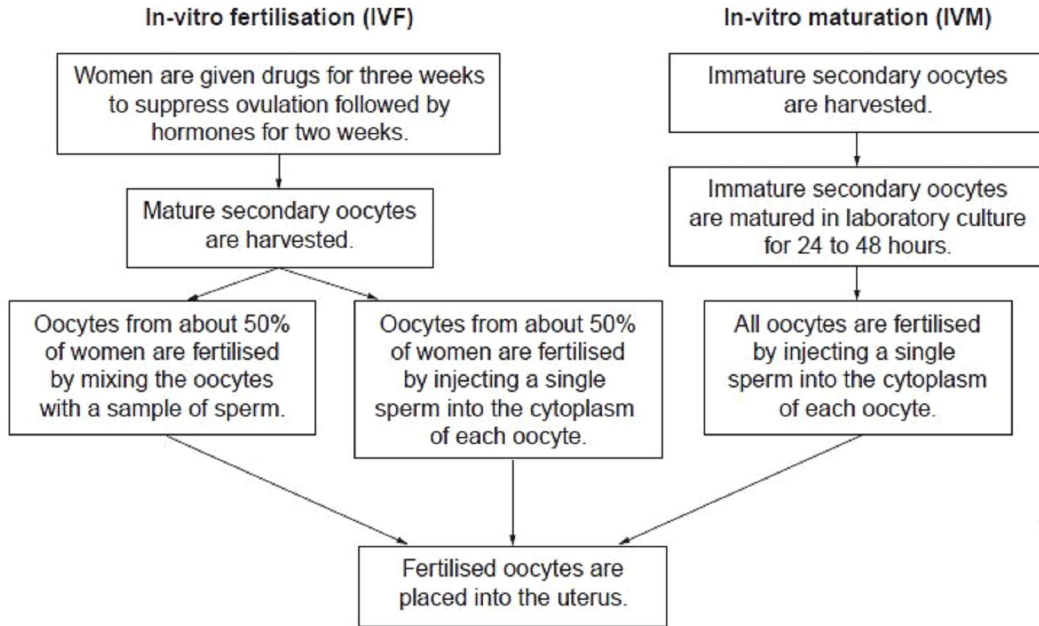 In-vitro fertilisation (IVF)
Women are given drugs for three weeks
to suppress ovulation followed by
hormones for two weeks.
Mature secondary oocytes
are harvested.
Oocytes from about 50%
of women are fertilised
by mixing the oocytes
with a sample of sperm.
Oocytes from about 50%
of women are fertilised
by injecting a single
sperm into the cytoplasm
of each oocyte.
In-vitro maturation (IVM)
Immature secondary oocytes
are harvested.
Immature secondary oocytes
are matured in laboratory culture
for 24 to 48 hours.
All oocytes are fertilised
by injecting a single
sperm into the cytoplasm
of each oocyte.
Fertilised oocytes are
placed into the uterus.